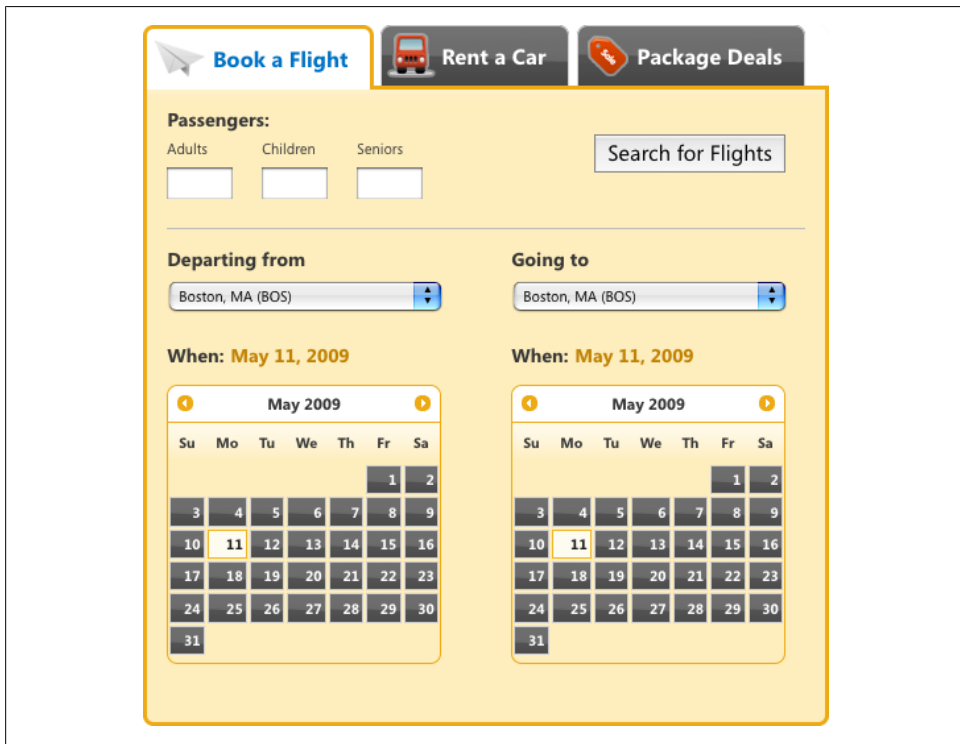 Book a Flight Rent a Car Sale Package Deals
Passengers:
Adults Children Seniors
Search for Flights
Departing from Going to
Boston, MA (BOS) Boston, MA (BOS)
When: May 11, 2009 When: May 11, 2009
May 2009 May 2009
Su Mo Tu We Th Fr Sa Su Mo Tu We Th Fr Sa
1 2 1 2
3 4 5 6 7 8 9 3 4 5 6 7 8 9
10 11 12 13 14 15 16 10 11 12 13 14 15 16
17 18 19 20 21 22 23 17 18 19 20 21 22 23
24 25 26 27 28 29 30 24 25 26 27 28 29 30
31 31